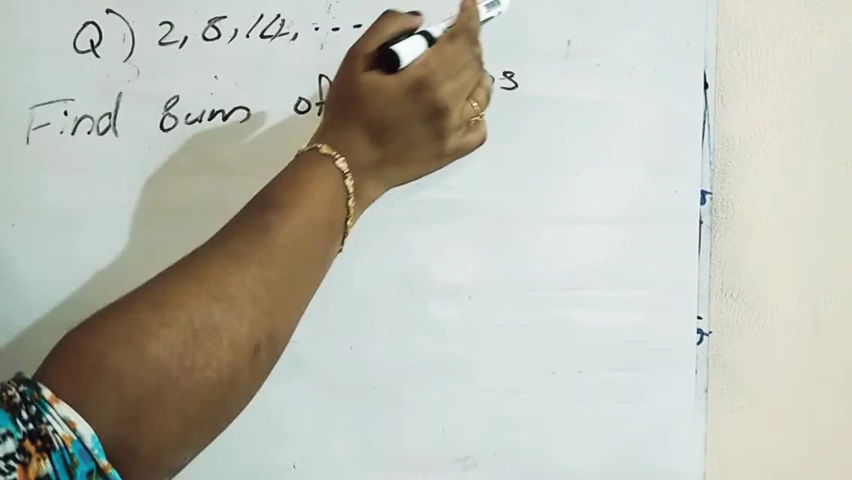 Q) 2, 8, 14, ...
Find sum of